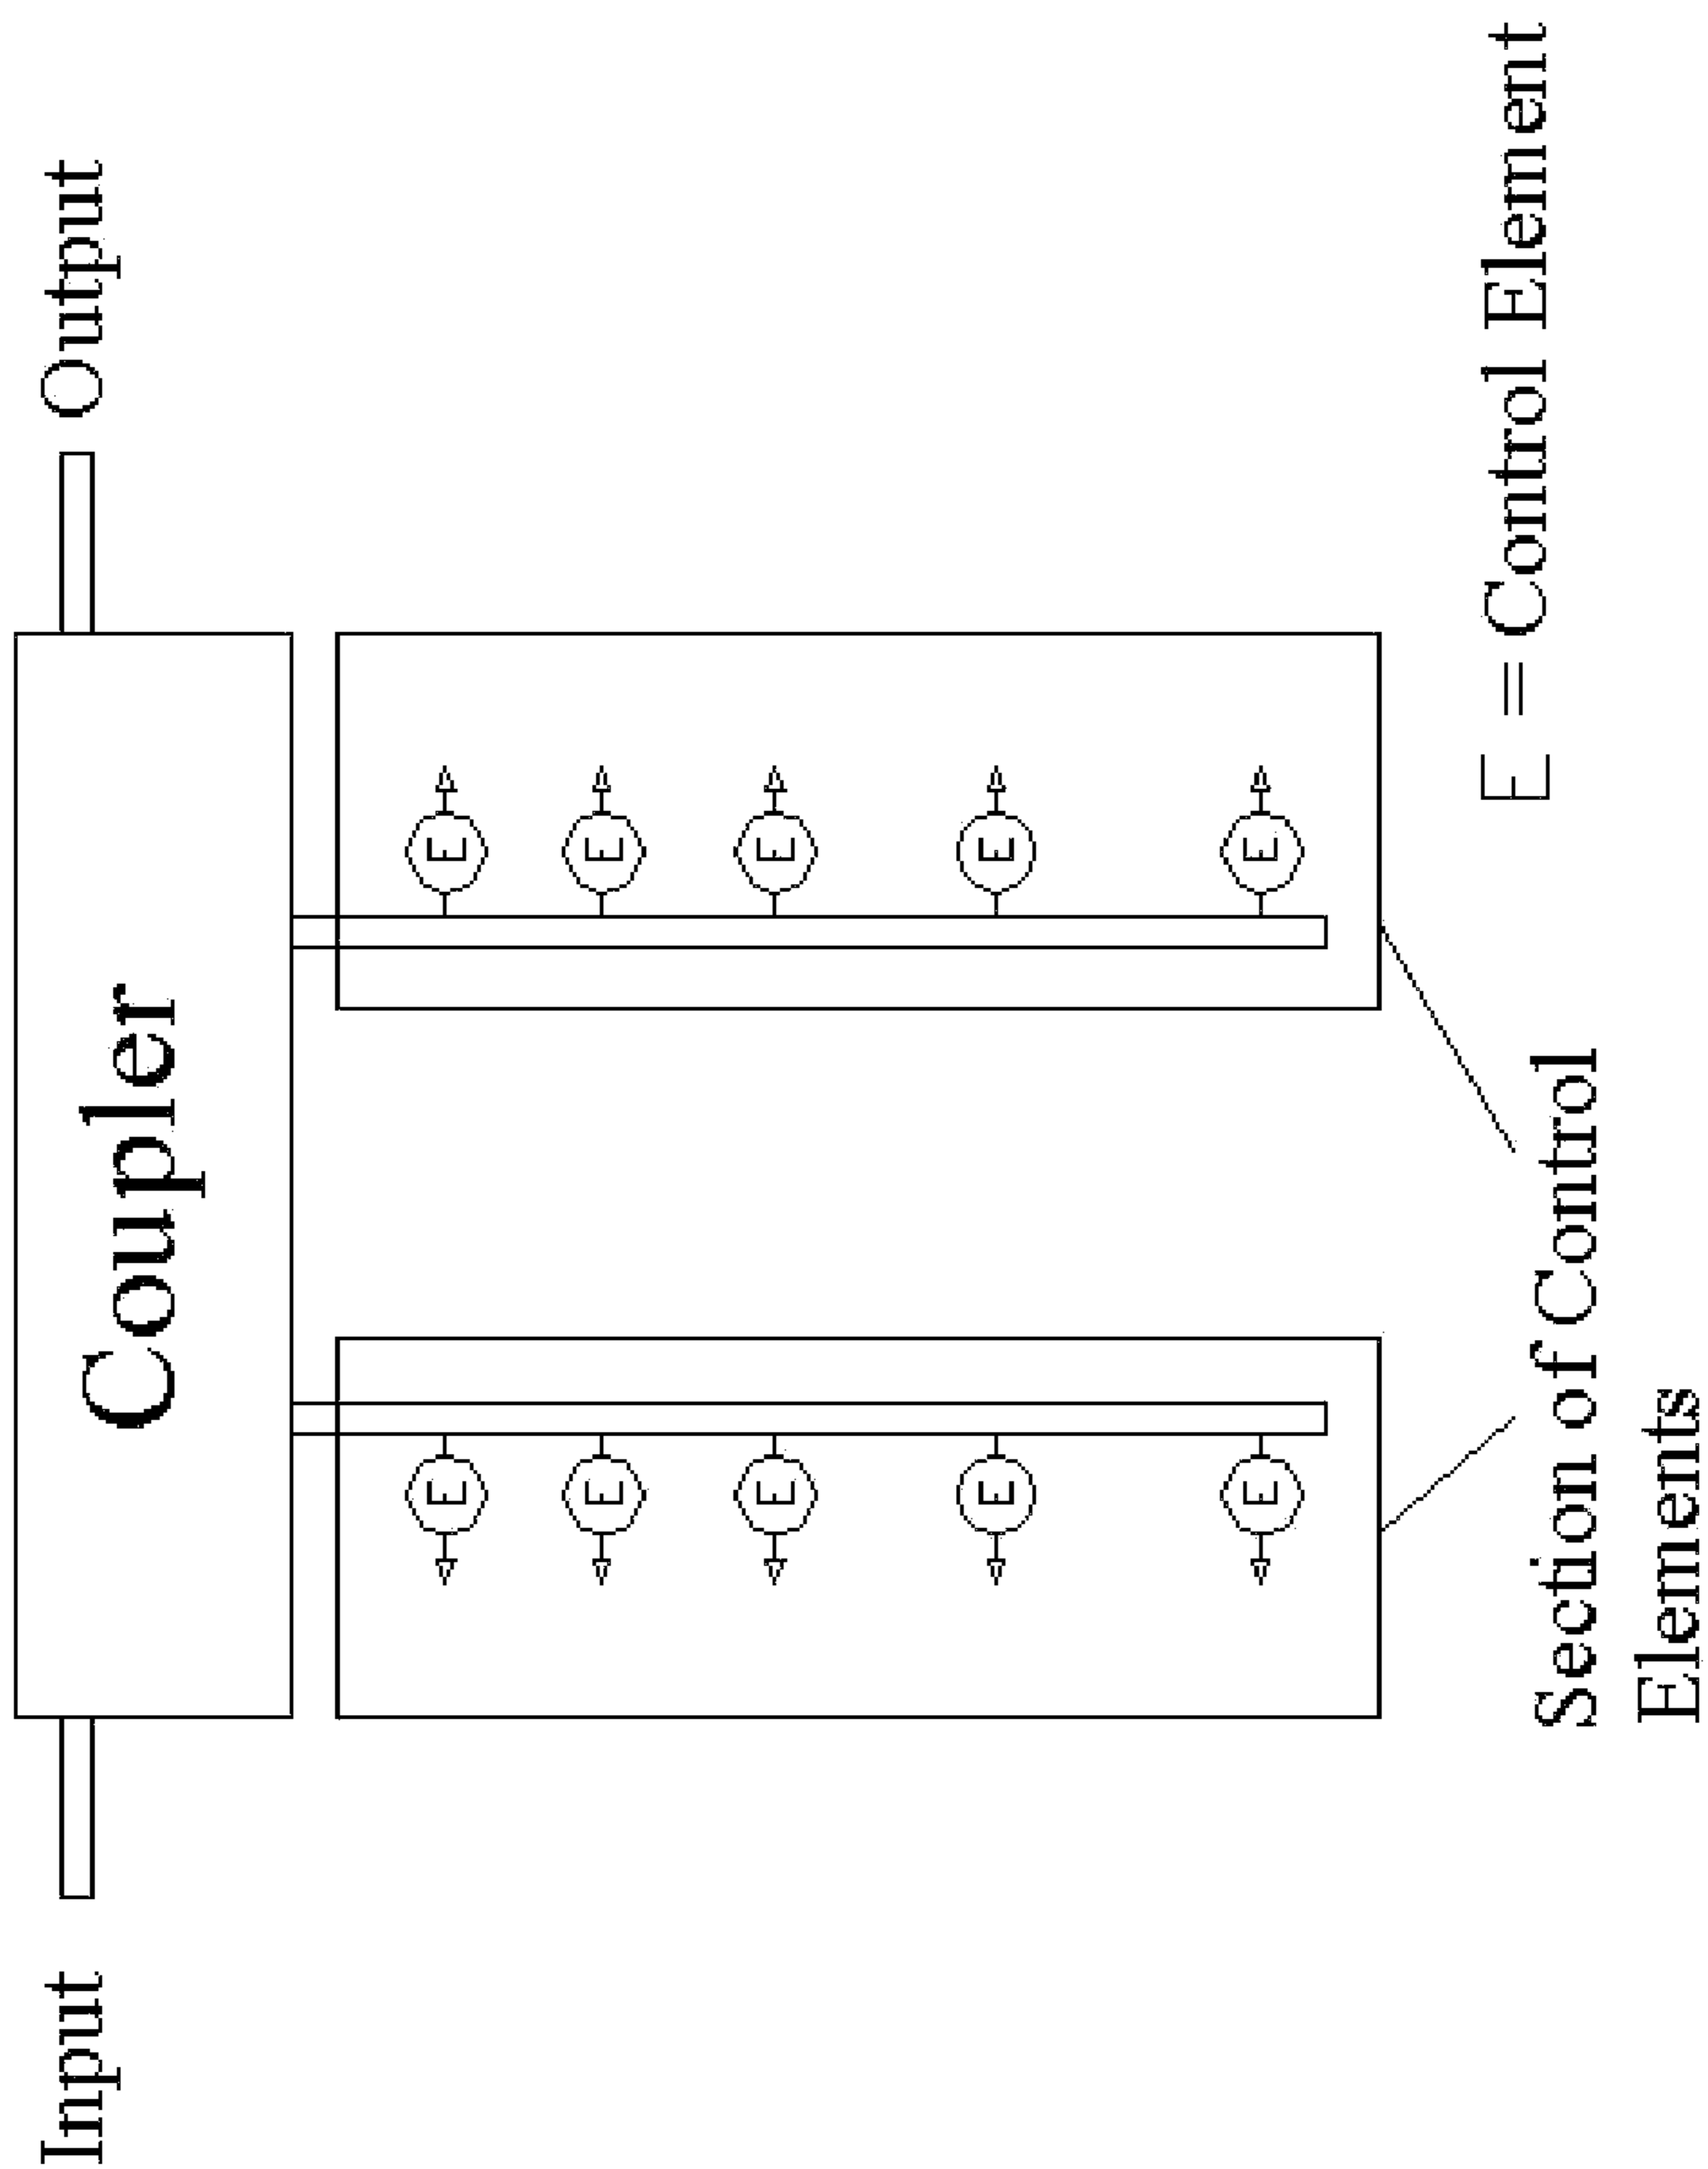 Input
Output
Coupler
E
E
E
E
E
E
E
E
E
E
Section of Control
Elements
E = Control Element